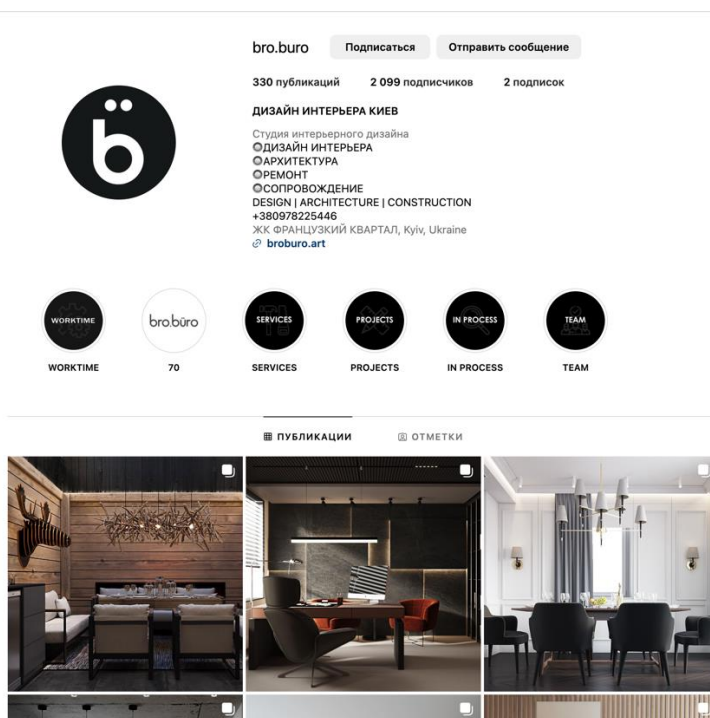 bro.buro Подписаться Отправить сообщение
330 публикаций 2 099 подписчиков 2 подписок
ДИЗАЙН ИНТЕРЬЕРА КИЕВ
Студия интерьерного дизайна
ДИЗАЙН ИНТЕРЬЕРА
АРХИТЕКТУРА
РЕМОНТ
СОПРОВОЖДЕНИЕ
DESIGN | ARCHITECTURE | CONSTRUCTION
+380978225446
ЖК ФРАНЦУЗКИЙ КВАРТАЛ, Kyiv, Ukraine
broburo.art
ö
WORKTIME bro.büro SERVICES PROJECTS IN PROCESS TEAM
WORKTIME 70 SERVICES PROJECTS IN PROCESS TEAM
ПУБЛИКАЦИИ ОТМЕТКИ